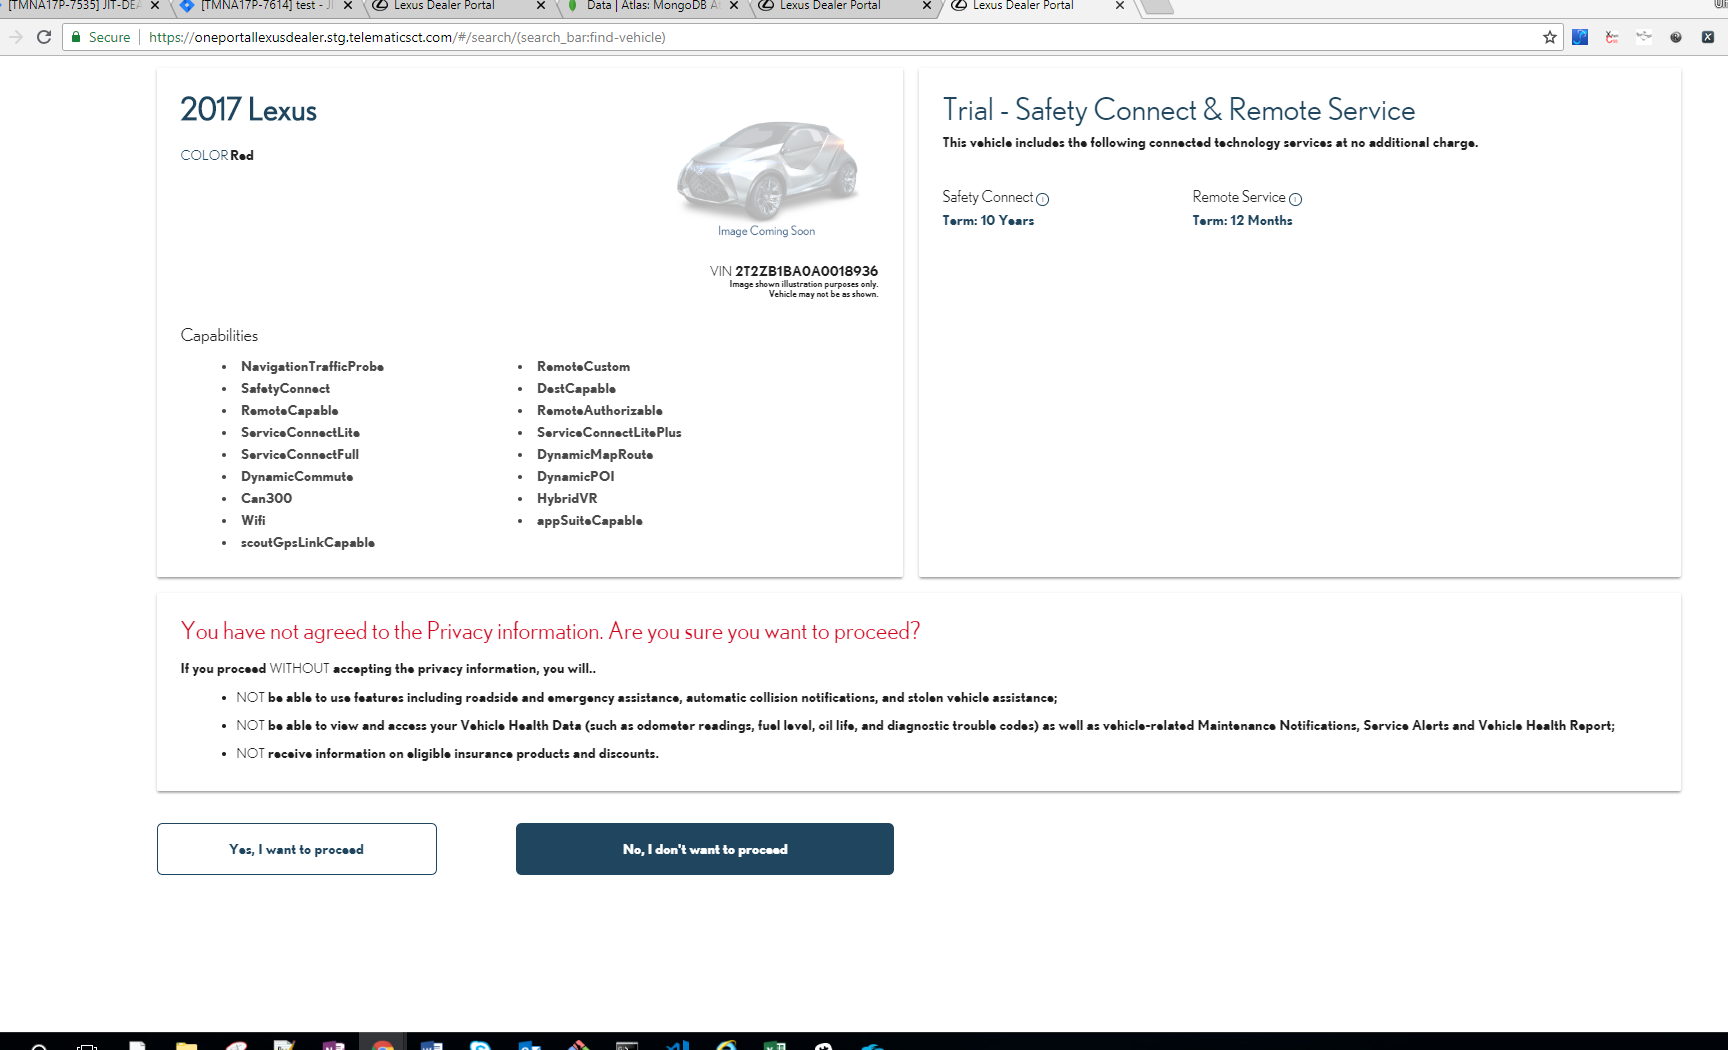 [TMNA17P-7535] JIT-DEA
[TMNA17P-7614] test - JI
Lexus Dealer Portal
Data | Atlas: MongoDB A
Lexus Dealer Portal
Lexus Dealer Portal
Secure
https://oneportallexusdealer.stg.telematicsct.com/#/search/(search_bar:find-vehicle)
2017 Lexus
COLOR Red
Image Coming Soon
VIN 2T2ZB1BA0A0018936
Image shown illustration purposes only.
Vehicle may not be as shown.
Capabilities
NavigationTrafficProbe
SafetyConnect
RemoteCapable
ServiceConnectLite
ServiceConnectFull
DynamicCommute
Can300
Wifi
scoutGpsLinkCapable
RemoteCustom
DestCapable
RemoteAuthorizable
ServiceConnectLitePlus
DynamicMapRoute
DynamicPOI
HybridVR
appSuiteCapable
Trial - Safety Connect & Remote Service
This vehicle includes the following connected technology services at no additional charge.
Safety Connect
Term: 10 Years
Remote Service
Term: 12 Months
You have not agreed to the Privacy information. Are you sure you want to proceed?
If you proceed WITHOUT accepting the privacy information, you will..
NOT be able to use features including roadside and emergency assistance, automatic collision notifications, and stolen vehicle assistance;
NOT be able to view and access your Vehicle Health Data (such as odometer readings, fuel level, oil life, and diagnostic trouble codes) as well as vehicle-related Maintenance Notifications, Service Alerts and Vehicle Health Report;
NOT receive information on eligible insurance products and discounts.
Yes, I want to proceed
No, I don't want to proceed